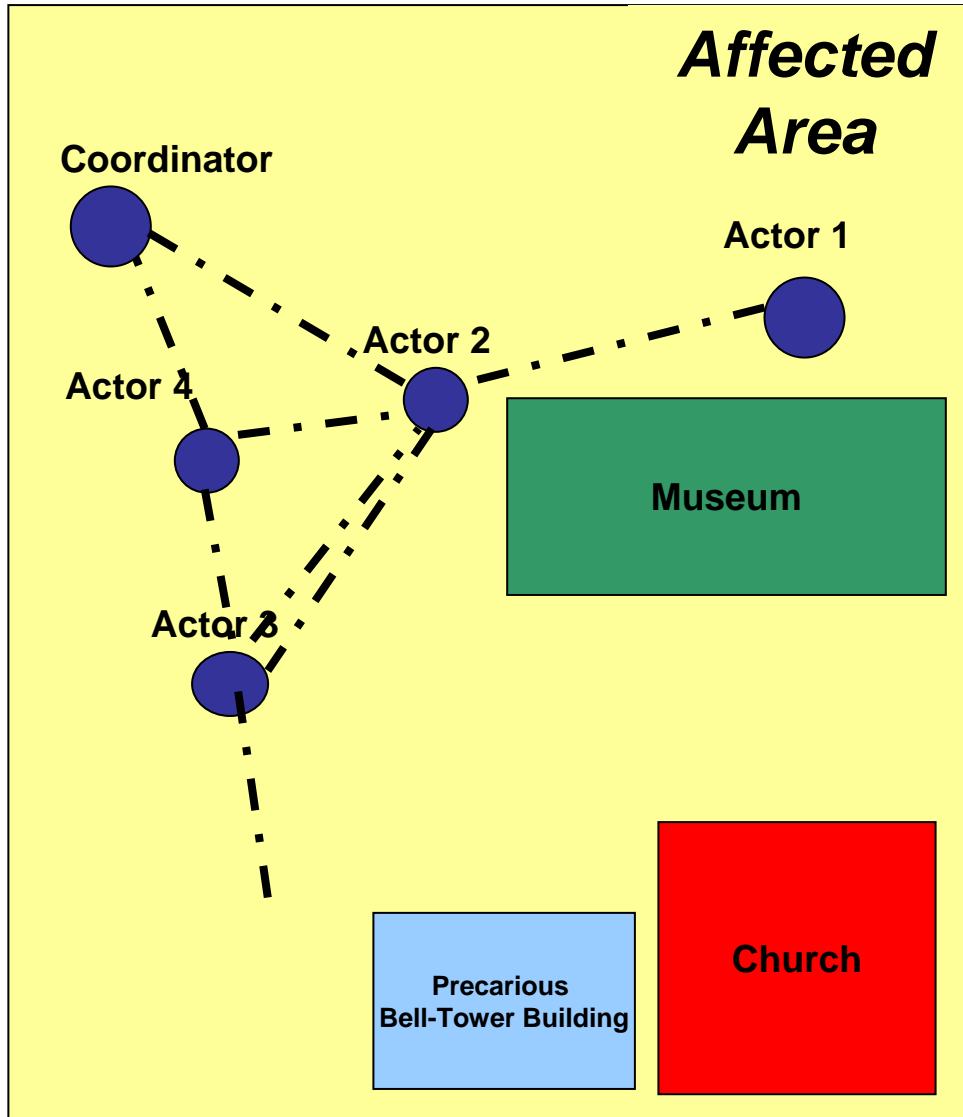 Affected
Area
Coordinator
Actor 1
Actor 2
Actor 4
Museum
Actor 3
Church
Precarious
Bell-Tower Building